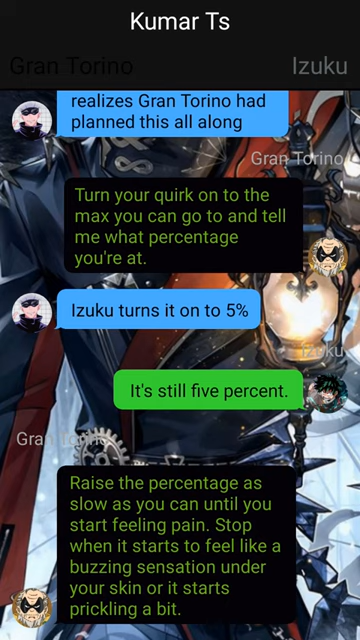 Kumar Ts
Gran Torino
Izuku
realizes Gran Torino had
planned this all along
Gran Torino
Turn your quirk on to the
max you can go to and tell
me what percentage
you're at.
Izuku turns it on to 5%
Izuku
It's still five percent.
Gran Torino
Raise the percentage as
slow as you can until you
start feeling pain. Stop
when it starts to feel like a
buzzing sensation under
your skin or it starts
prickling a bit.